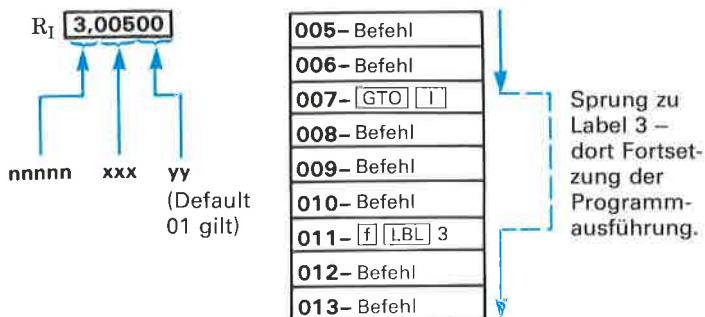 R_I 3,00500
nnnnn xxx yy
(Default
01 gilt)
005– Befehl
006– Befehl
007– GTO I
008– Befehl
009– Befehl
010– Befehl
011– f LBL 3
012– Befehl
013– Befehl
Sprung zu
Label 3 –
dort Fortset-
zung der
Programm-
ausführung.